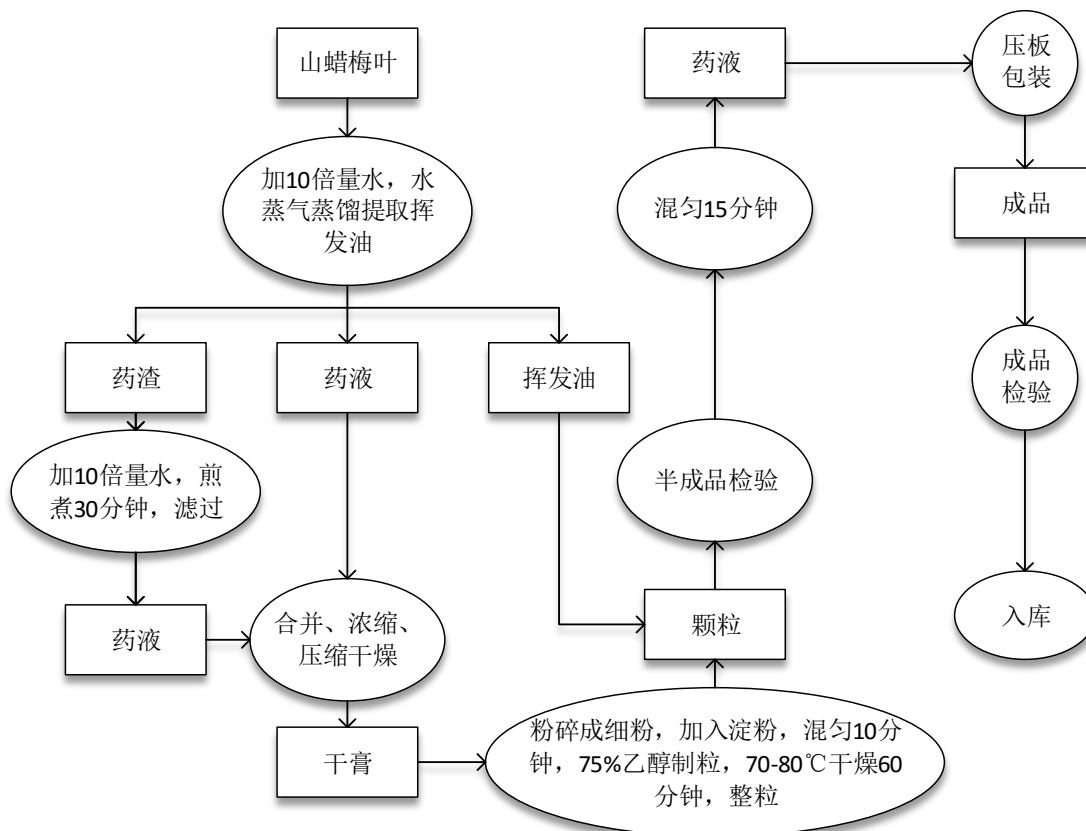 山蜡梅叶
加10倍量水，水
蒸气蒸馏提取挥
发油
药渣
药液
挥发油
加10倍量水，煎
煮30分钟，滤过
药液
合并、浓缩、
压缩干燥
干膏
粉碎成细粉，加入淀粉，混匀10分
钟，75%乙醇制粒，70-80℃干燥60
分钟，整粒
颗粒
半成品检验
混匀15分钟
药液
压板
包装
成品
成品
检验
入库